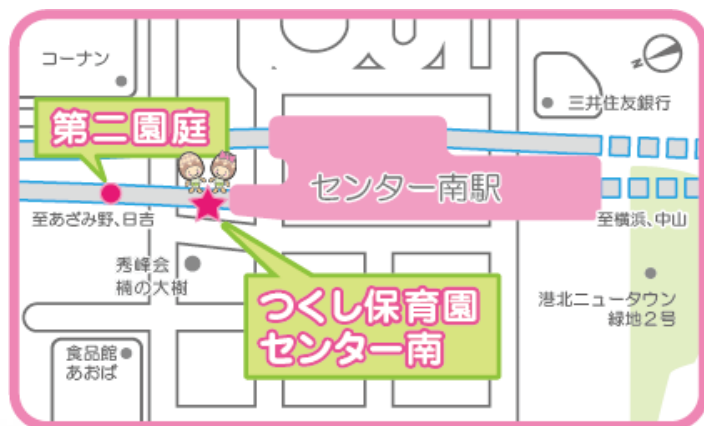 コーナン
N
三井住友銀行
第二園庭
センター南駅
至あざみ野、日吉
至横浜、中山
秀峰会
楠の大樹
つくし保育園
センター南
港北ニュータウン
緑地2号
食品館
あおば